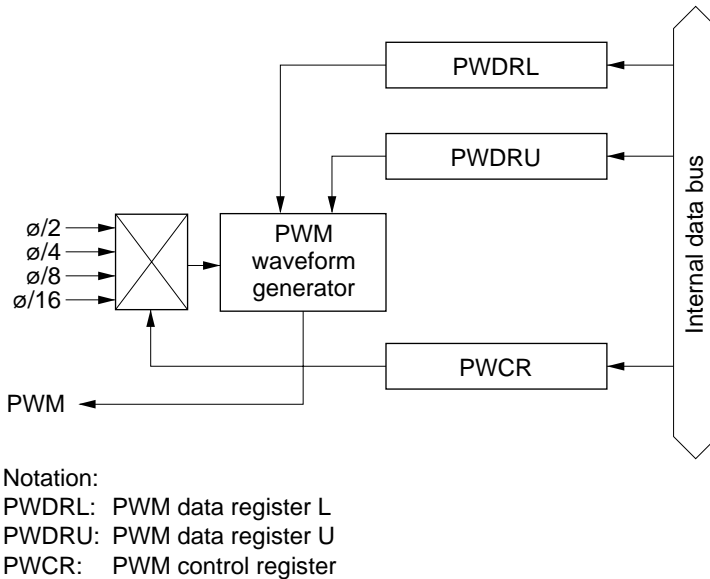 PWDRL
PWDRU
Internal data bus
ø/2
ø/4
ø/8
ø/16
PWM
waveform
generator
PWCR
PWM
Notation:
PWDRL: PWM data register L
PWDRU: PWM data register U
PWCR: PWM control register